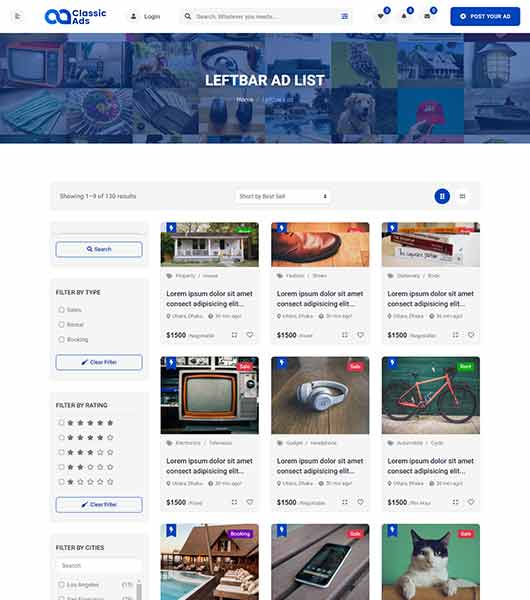 Classic
Ads
Login
Search, Whatever you needs...
0
0
0
POST YOUR AD
LEFTBAR AD LIST
Home / Leftbar List
Showing 1–9 of 130 results
Short by Best Sell
Search
FILTER BY TYPE
Sales
Rental
Booking
Clear Filter
FILTER BY RATING
Clear Filter
FILTER BY CITIES
Search
Los Angeles (15)
San Francisco
Property / House
Lorem ipsum dolor sit amet
consect adipisicing elit...
Uttara, Dhaka 30 min ago!
$1500 /Negotiable
Fashion / Shoes
Lorem ipsum dolor sit amet
consect adipisicing elit...
Uttara, Dhaka 30 min ago!
$1500 /Fixed
Stationary / Book
Lorem ipsum dolor sit amet
consect adipisicing elit...
Uttara, Dhaka 30 min ago!
$1500 /Negotiable
Sale
Electronics / Television
Lorem ipsum dolor sit amet
consect adipisicing elit...
Uttara, Dhaka 30 min ago!
$1500 /Fixed
Sale
Gadget / Headphone
Lorem ipsum dolor sit amet
consect adipisicing elit...
Uttara, Dhaka 30 min ago!
$1500 /Negotiable
Rent
Automobile / Cycle
Lorem ipsum dolor sit amet
consect adipisicing elit...
Uttara, Dhaka 30 min ago!
$1500 /Per Hour
Booking
Sale
Sale